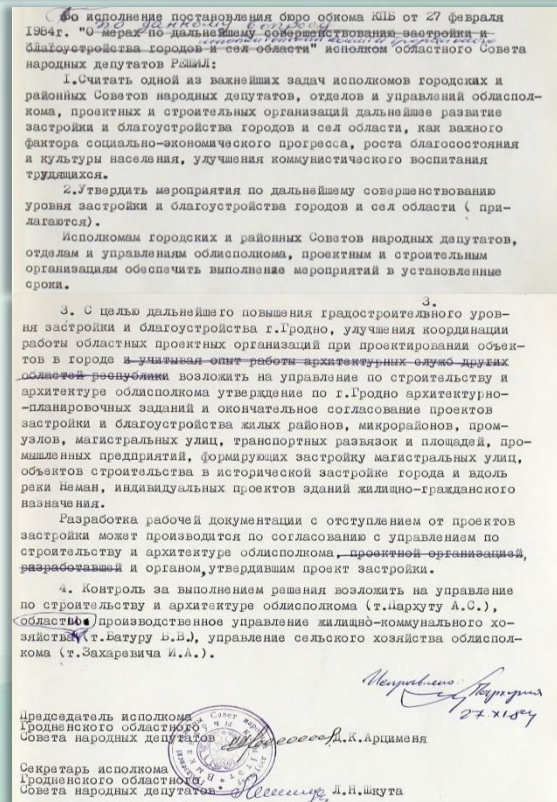 Во исполнение постановления бюро обкома КПБ от 27 февраля
по данному вопросу
1984г. "О мерах по дальнейшему совершенствованию застройки и
благоустройства городов и сел области" исполком областного Совета
народных депутатов РЕШИЛ:
1.Считать одной из важнейших задач исполкомов городских и
районных Советов народных депутатов, отделов и управлений облиспол-
кома, проектных и строительных организаций дальнейшее развитие
застройки и благоустройства городов и сел области, как важного
фактора социально-экономического прогресса, роста благосостояния
и культуры населения, улучшения коммунистического воспитания
трудящихся.
2.Утвердить мероприятия по дальнейшему совершенствованию
уровня застройки и благоустройства городов и сел области ( при-
лагаются).
Исполкомам городских и районных Советов народных депутатов,
отделам и управлениям облисполкома, проектным и строительным
организациям обеспечить выполнение мероприятий в установленные
сроки.
3.
3. С целью дальнейшего повышения градостроительного уров-
ня застройки и благоустройства г.Гродно, улучшения координации
работы областных проектных организаций при проектировании объек-
тов в городе и учитывая опыт работы архитектурных служб других
областей республики возложить на управление по строительству и
архитектуре облисполкома утверждение по г.Гродно архитектурно-
-планировочных заданий и окончательное согласование проектов
застройки и благоустройства жилых районов, микрорайонов, пром-
узлов, магистральных улиц, транспортных развязок и площадей, про-
мышленных предприятий, формирующих застройку магистральных улиц,
объектов строительства в исторической застройке города и вдоль
реки Неман, индивидуальных проектов зданий жилищно-гражданского
назначения.
Разработка рабочей документации с отступлением от проектов
застройки может производится по согласованию с управлением по
строительству и архитектуре облисполкома, проектной организацией,
разработавшей и органом,утвердившим проект застройки.
4. Контроль за выполнением решения возложить на управление
по строительству и архитектуре облисполкома (т.Пархуту А.С.),
областное производственное управление жилищно-коммунального хо-
зяйства (т.Батуру В.В.), управление сельского хозяйства облиспол-
кома (т.Захаревича И.А.).
Исправлено:
27.XI.84
Председатель исполкома
Гродненского областного
Совета народных депутатов Д.К.Арцименя
Секретарь исполкома
Гродненского областного
Совета народных депутатов Л.Н.Шкута